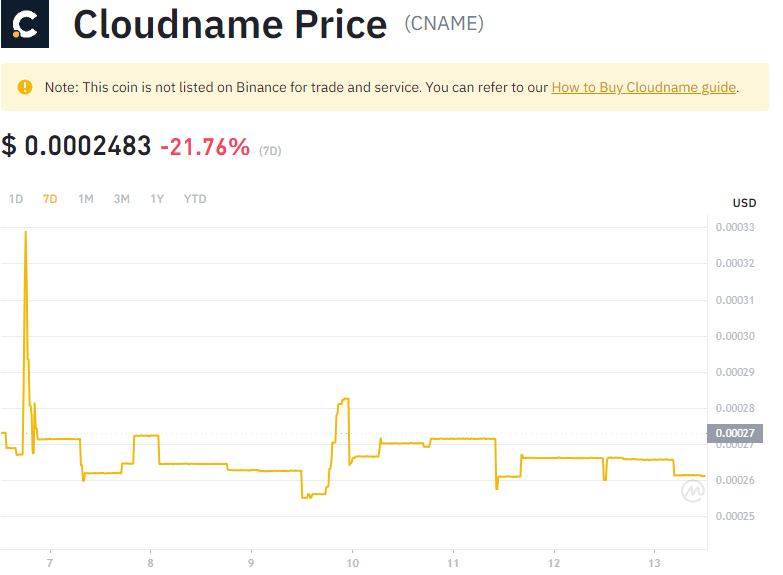 Cloudname Price (CNAME)
Note: This coin is not listed on Binance for trade and service. You can refer to our How to Buy Cloudname guide.
$ 0.0002483 -21.76% (7D)
1D 7D 1M 3M 1Y YTD
USD
0.00033
0.00032
0.00031
0.00030
0.00029
0.00028
0.00027
0.00027
0.00026
0.00025
7 8 9 10 11 12 13